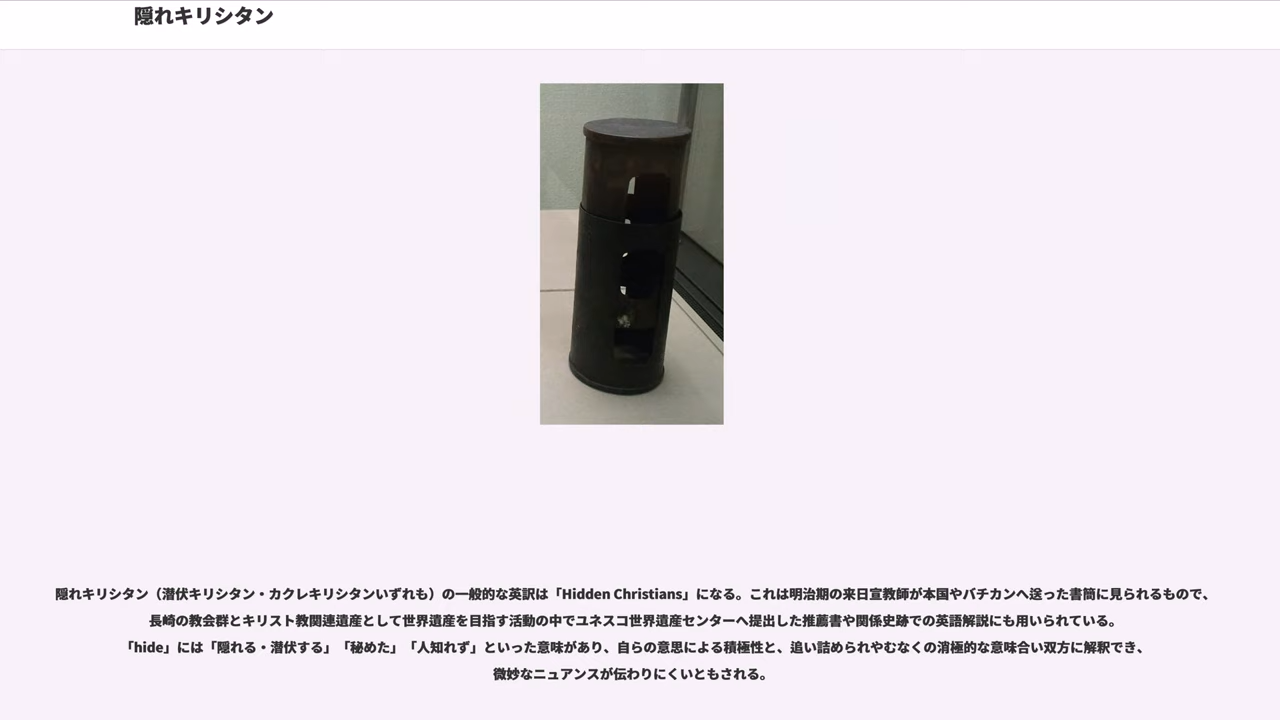 隠れキリシタン
隠れキリシタン（潜伏キリシタン・カクレキリシタンいずれも）の一般的な英訳は「Hidden Christians」になる。これは明治期の来日宣教師が本国やバチカンへ送った書簡に見られるもので、
長崎の教会群とキリスト教関連遺産として世界遺産を目指す活動の中でユネスコ世界遺産センターへ提出した推薦書や関係史跡での英語解説にも用いられている。
「hide」には「隠れる・潜伏する」「秘めた」「人知れず」といった意味があり、自らの意思による積極性と、追い詰められやむなくの消極的な意味合い双方に解釈でき、
微妙なニュアンスが伝わりにくいともされる。